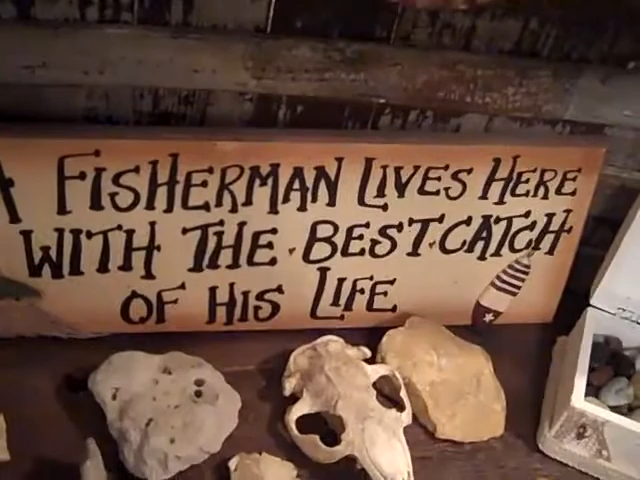 A FISHERMAN LIVES HERE
WITH THE BEST CATCH
OF HIS LIFE